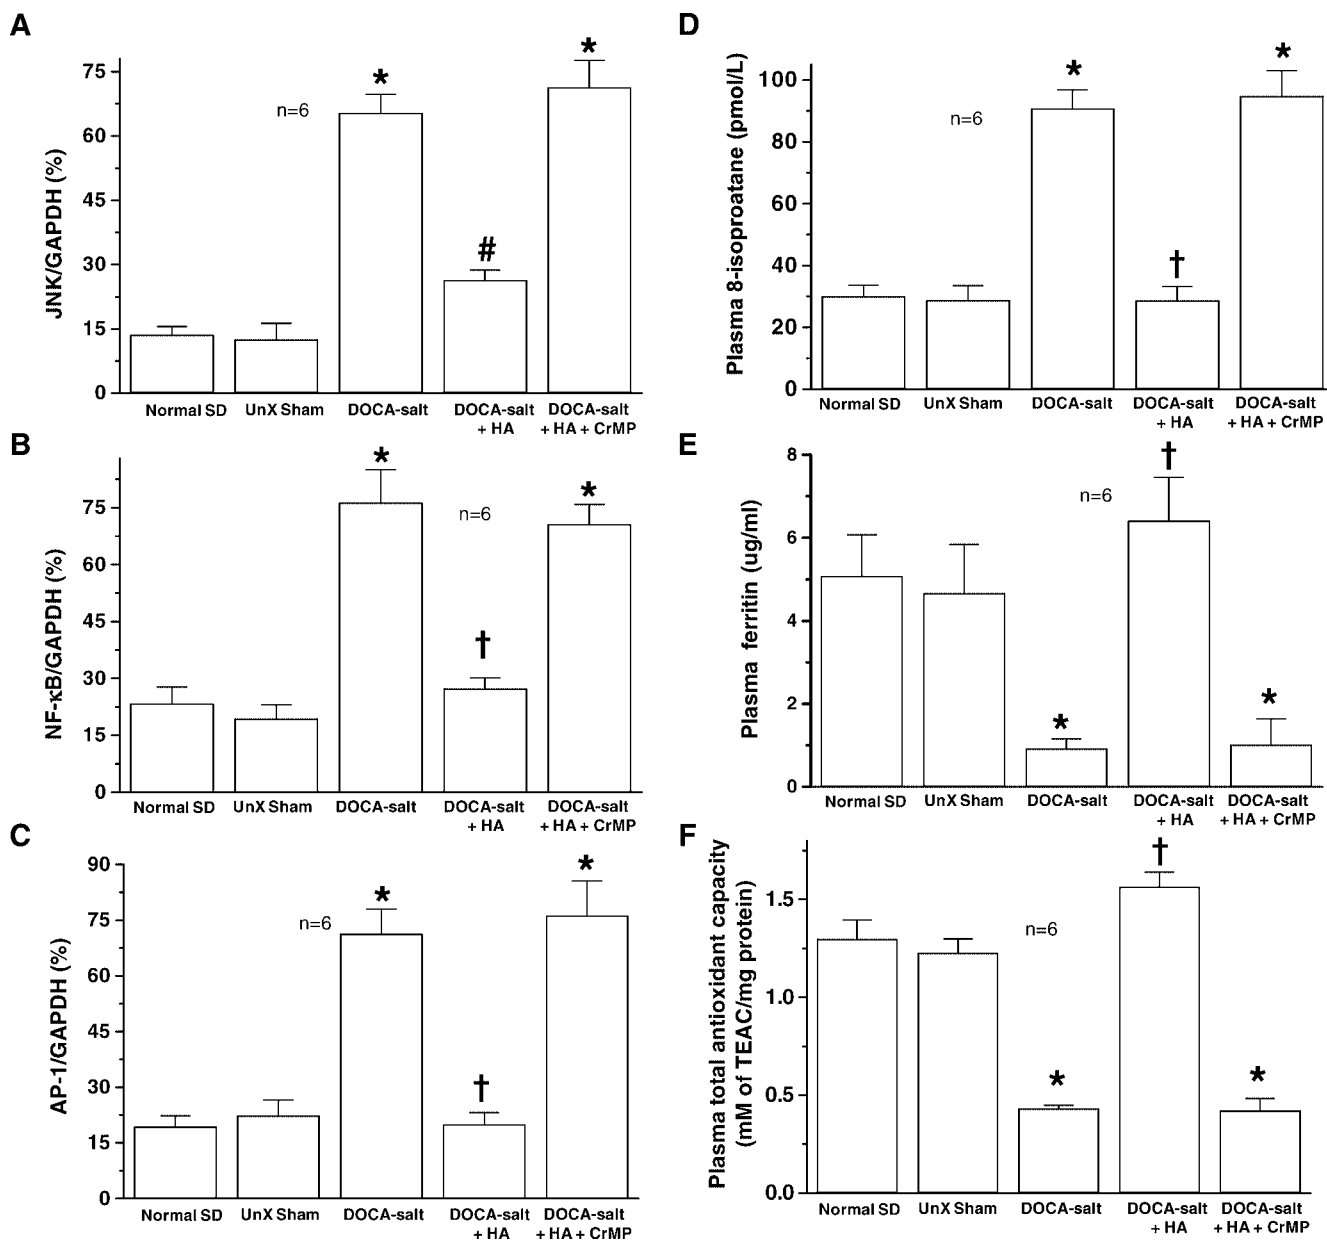 A
JNK/GAPDH (%)
75
60
45
30
15
0
n=6
*
#
*
Normal SD
UnX Sham
DOCA-salt
DOCA-salt
+ HA
DOCA-salt
+ HA + CrMP
B
NF-κB/GAPDH (%)
75
60
45
30
15
0
*
n=6
†
*
Normal SD
UnX Sham
DOCA-salt
DOCA-salt
+ HA
DOCA-salt
+ HA + CrMP
C
AP-1/GAPDH (%)
90
75
60
45
30
15
0
n=6
*
†
*
Normal SD
UnX Sham
DOCA-salt
DOCA-salt
+ HA
DOCA-salt
+ HA + CrMP
D
Plasma 8-isoproatane (pmol/L)
100
80
60
40
20
0
n=6
*
†
*
Normal SD
UnX Sham
DOCA-salt
DOCA-salt
+ HA
DOCA-salt
+ HA + CrMP
E
Plasma ferritin (ug/ml)
8
6
4
2
0
*
n=6
†
*
Normal SD
UnX Sham
DOCA-salt
DOCA-salt
+ HA
DOCA-salt
+ HA + CrMP
F
Plasma total antioxidant capacity
(mM of TEAC/mg protein)
1.5
1.0
0.5
0.0
n=6
*
†
*
Normal SD
UnX Sham
DOCA-salt
DOCA-salt
+ HA
DOCA-salt
+ HA + CrMP